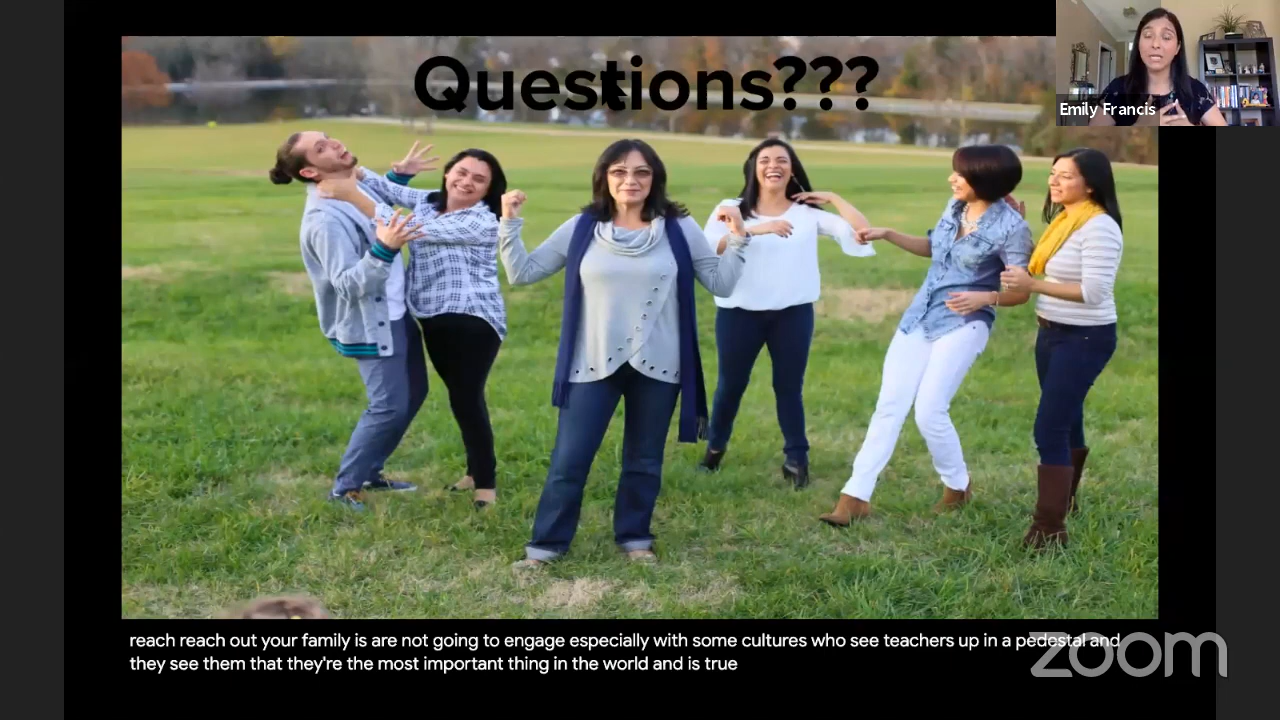 Questions???
Emily Francis
reach reach out your family is are not going to engage especially with some cultures who see teachers up in a pedestal and
they see them that they're the most important thing in the world and is true
zoom